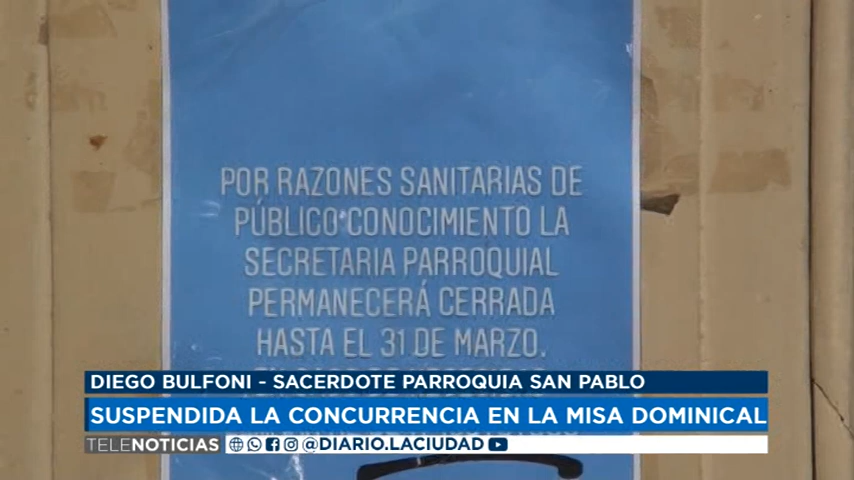 POR RAZONES SANITARIAS DE
PÚBLICO CONOCIMIENTO LA
SECRETARIA PARROQUIAL
PERMANECERÁ CERRADA
HASTA EL 31 DE MARZO.
DIEGO BULFONI - SACERDOTE PARROQUIA SAN PABLO
SUSPENDIDA LA CONCURRENCIA EN LA MISA DOMINICAL
TELENOTICIAS @DIARIO.LACIUDAD